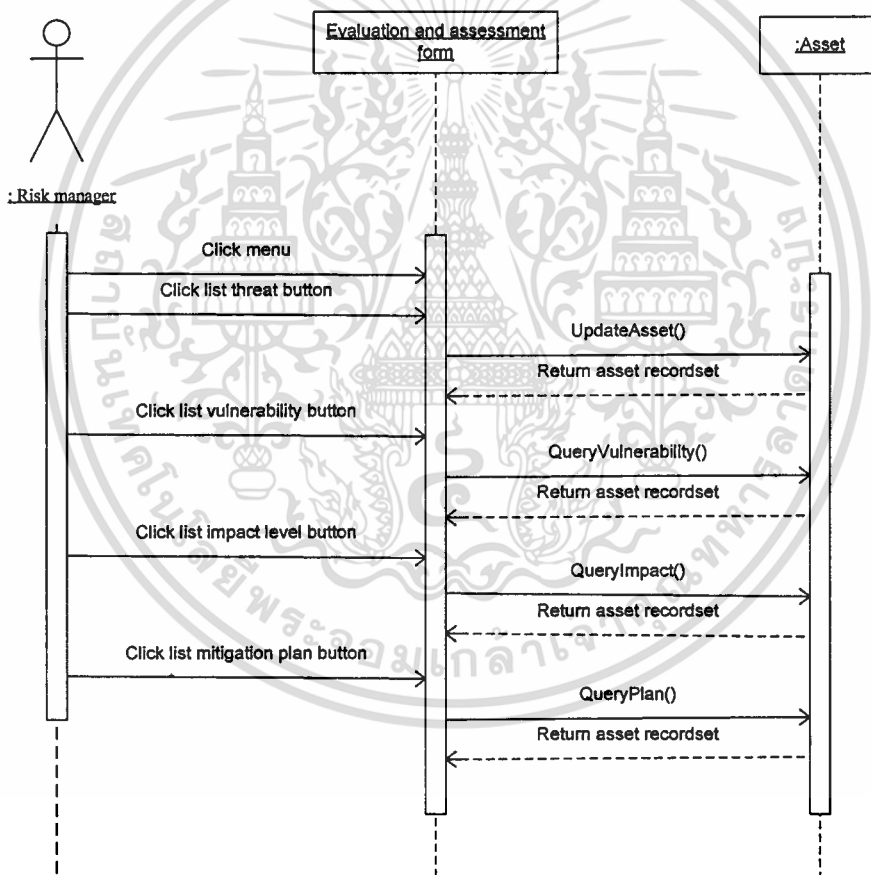 Evaluation and assessment
form
:Asset
: Risk manager
Click menu
Click list threat button
UpdateAsset()
Return asset recordset
Click list vulnerability button
QueryVulnerability()
Return asset recordset
Click list impact level button
QueryImpact()
Return asset recordset
Click list mitigation plan button
QueryPlan()
Return asset recordset